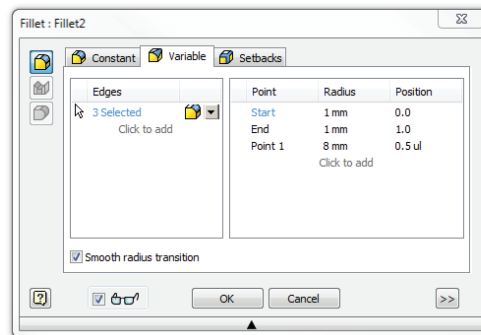 Fillet : Fillet2
Constant Variable Setbacks
Edges
3 Selected
Click to add
Point Radius Position
Start 1 mm 0.0
End 1 mm 1.0
Point 1 8 mm 0.5 ul
Click to add
Smooth radius transition
OK Cancel >>